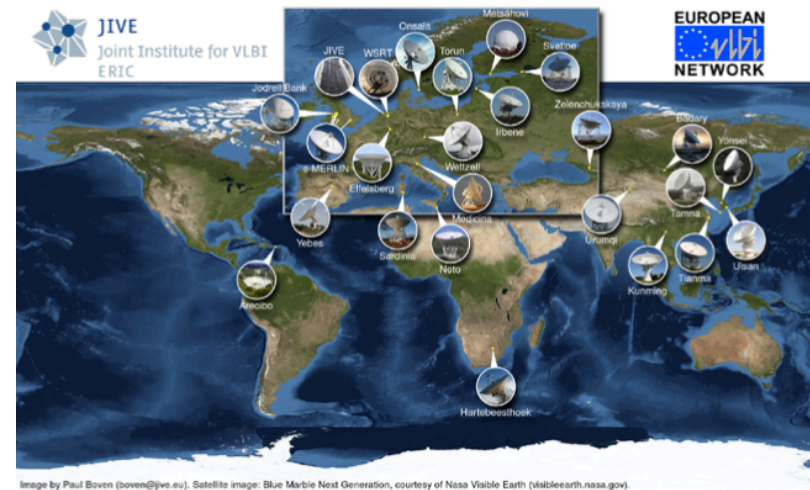 JIVE
Joint Institute for VLBI
ERIC
EUROPEAN
vlbi
NETWORK
Onsala
Metsähovi
JIVE
WSRT
Torun
Svetloe
Jodrell Bank
Zelenchukskaya
Irbene
Badary
e-MERLIN
Wettzell
Yonsei
Effelsberg
Medicina
Tamna
Yebes
Sardinia
Noto
Urumqi
Kunming
Tianma
Ulsan
Arecibo
Hartebeesthoek
Image by Paul Boven (boven@jive.eu). Satellite image: Blue Marble Next Generation, courtesy of Nasa Visible Earth (visibleearth.nasa.gov).